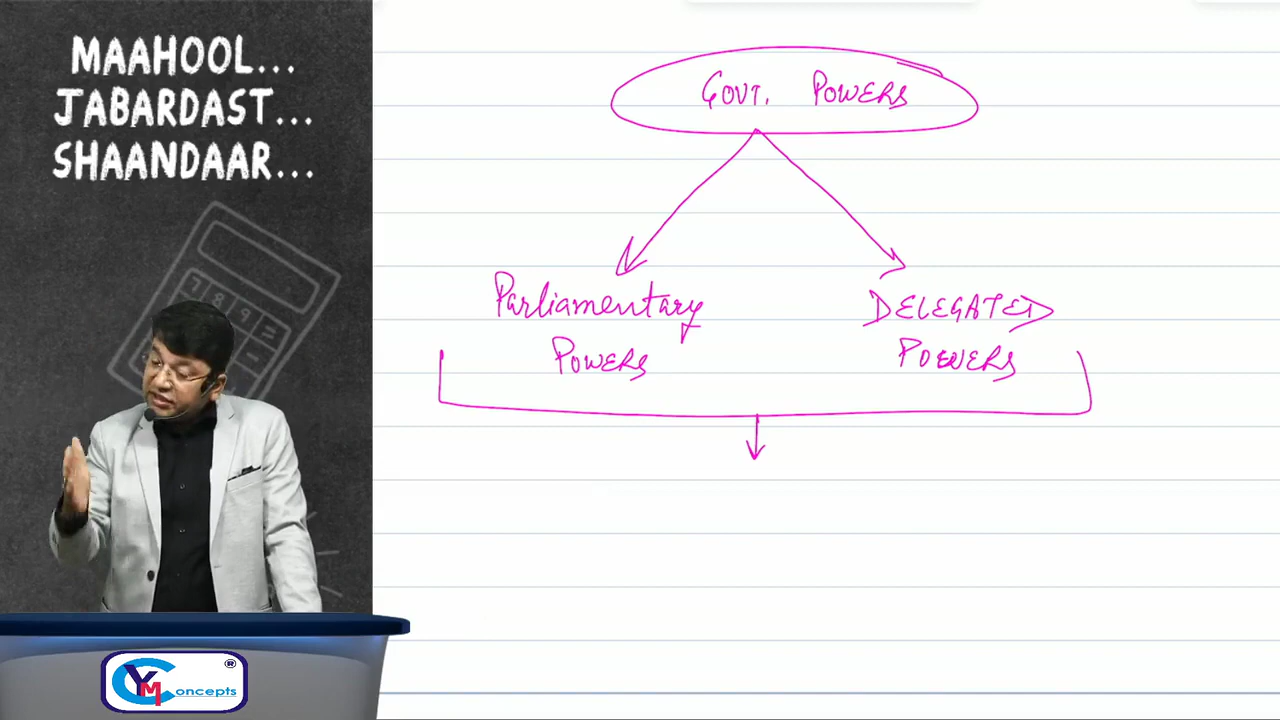 MAAHOOL...
JABARDAST...
SHAANDAAR...
GOVT. POWERS
Parliamentary
POWERS
DELEGATED
POWERS
YM Concepts ®